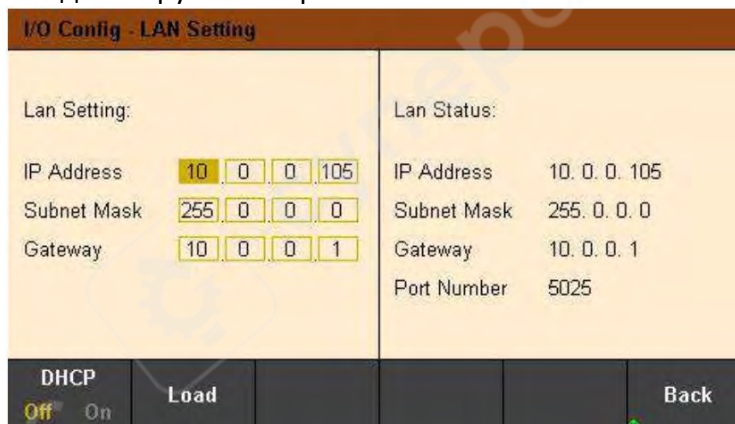 I/O Config - LAN Setting
Lan Setting:
IP Address 10 . 0 . 0 . 105
Subnet Mask 255 . 0 . 0 . 0
Gateway 10 . 0 . 0 . 1
Lan Status:
IP Address 10. 0. 0. 105
Subnet Mask 255. 0. 0. 0
Gateway 10. 0. 0. 1
Port Number 5025
DHCP
Off On
Load
Back